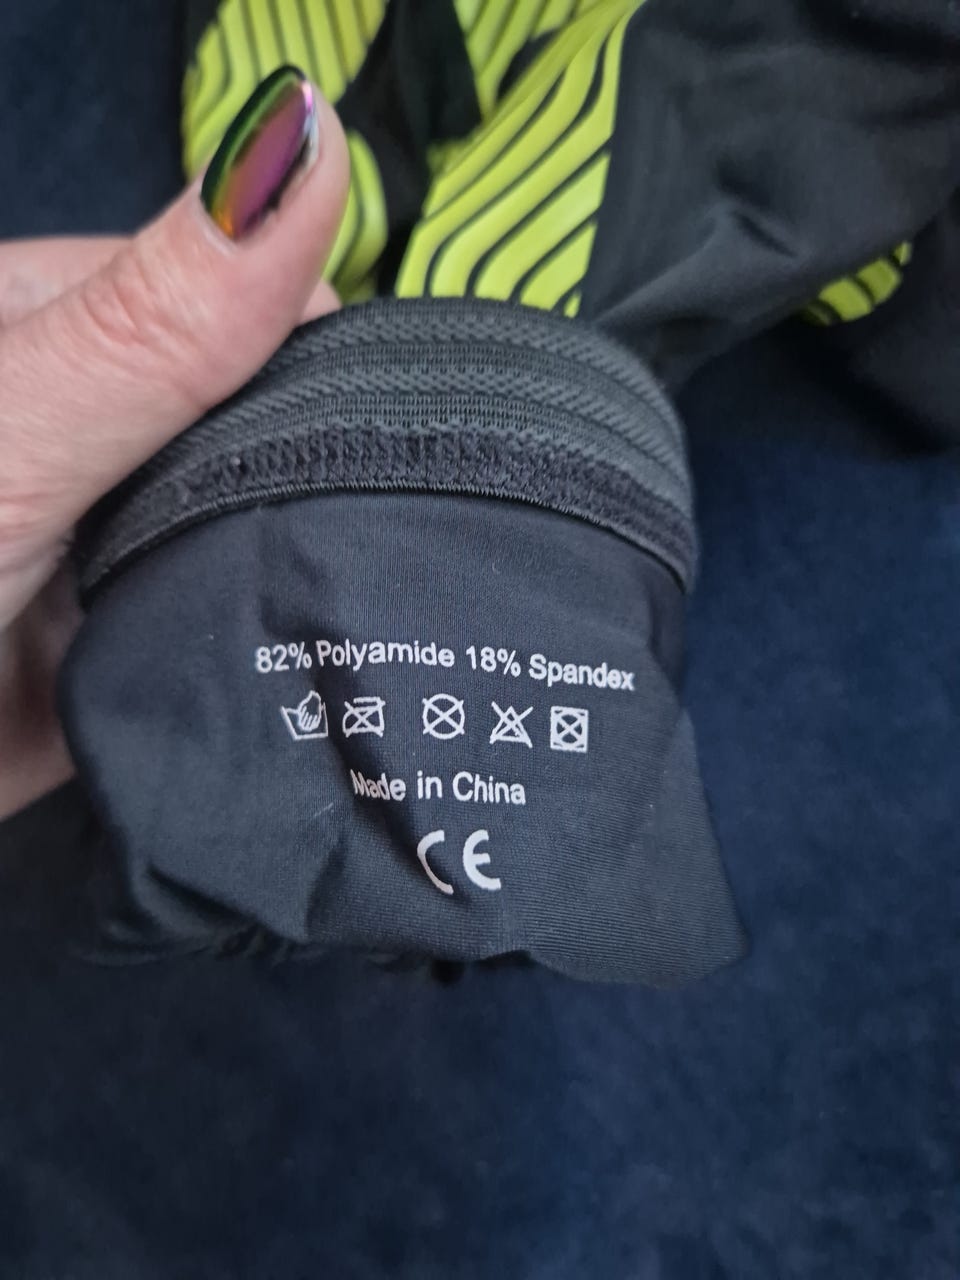 82% Polyamide 18% Spandex
Made in China
CE